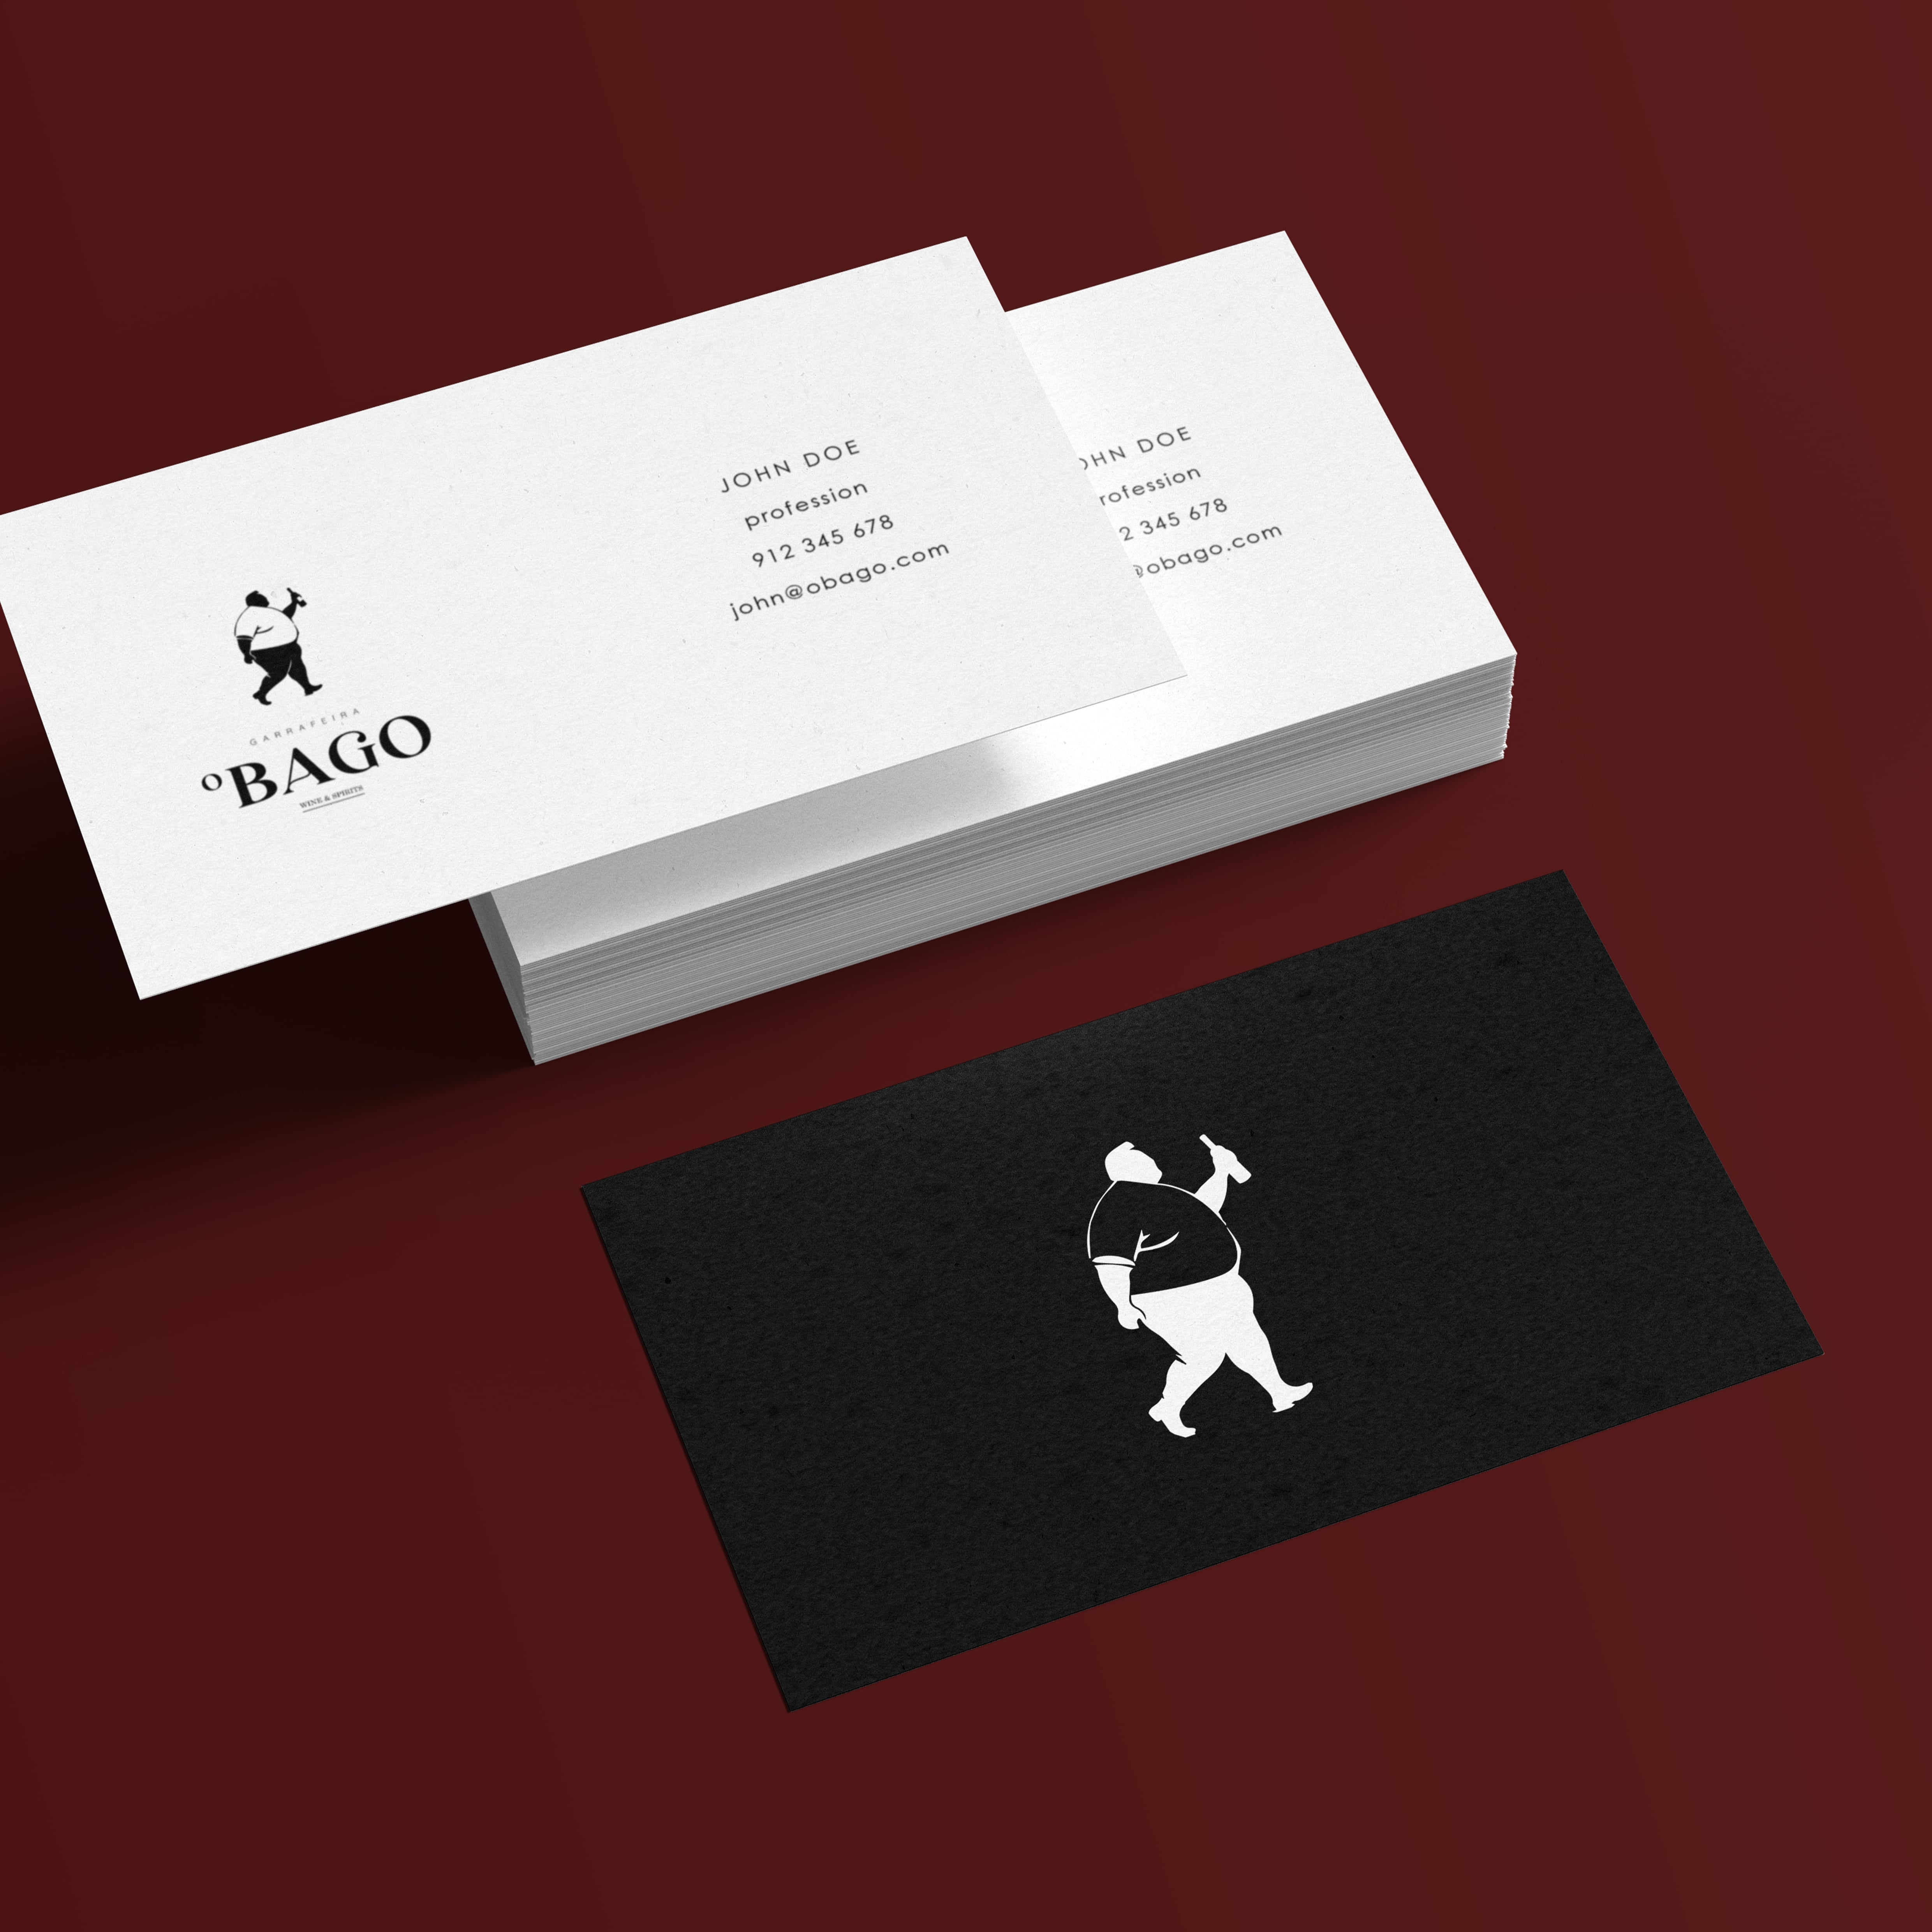 GARRAFEIRA
ºBAGO
WINE & SPIRITS
JOHN DOE
profession
912 345 678
john@obago.com
OHN DOE
rofession
2 345 678
@obago.com